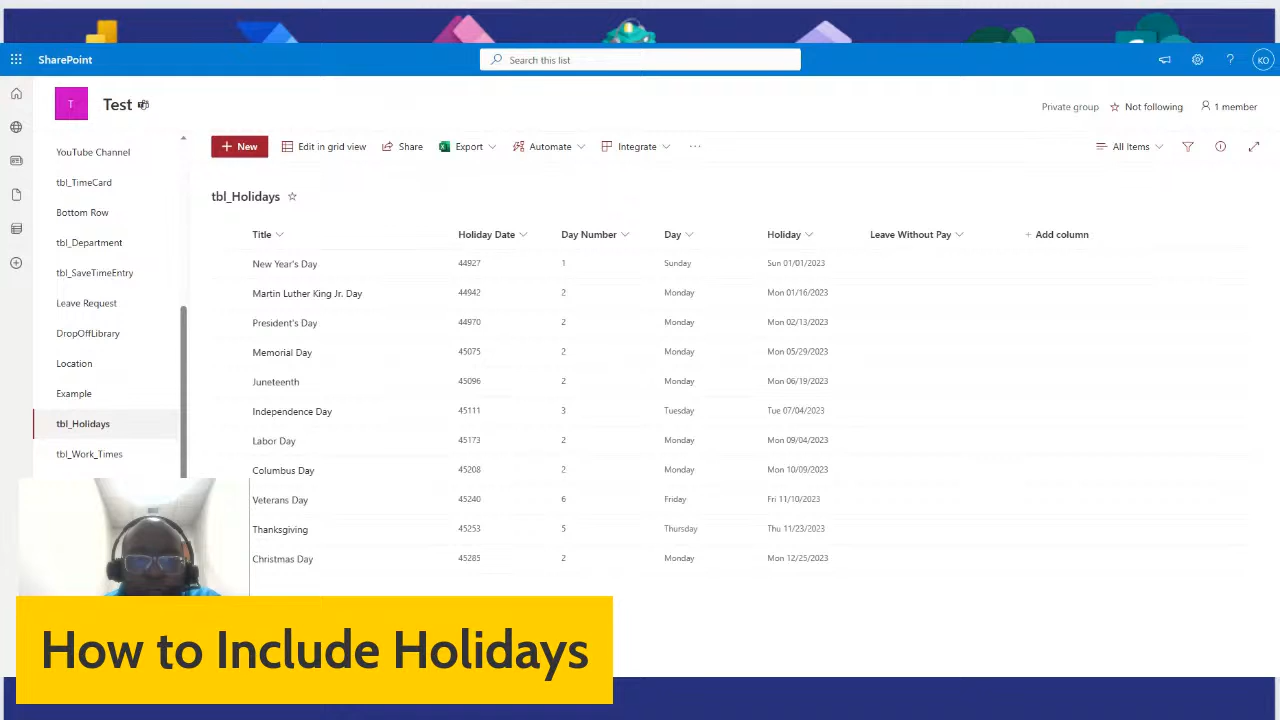 SharePoint
Search this list
KO
T
Test
Private group
Not following
1 member
YouTube Channel
tbl_TimeCard
Bottom Row
tbl_Department
tbl_SaveTimeEntry
Leave Request
DropOffLibrary
Location
Example
tbl_Holidays
tbl_Work_Times
+ New
Edit in grid view
Share
Export
Automate
Integrate
...
All Items
tbl_Holidays
Title Holiday Date Day Number Day Holiday Leave Without Pay + Add column
New Year's Day 44927 1 Sunday Sun 01/01/2023
Martin Luther King Jr. Day 44942 2 Monday Mon 01/16/2023
President's Day 44970 2 Monday Mon 02/13/2023
Memorial Day 45075 2 Monday Mon 05/29/2023
Juneteenth 45096 2 Monday Mon 06/19/2023
Independence Day 45111 3 Tuesday Tue 07/04/2023
Labor Day 45173 2 Monday Mon 09/04/2023
Columbus Day 45208 2 Monday Mon 10/09/2023
Veterans Day 45240 6 Friday Fri 11/10/2023
Thanksgiving 45253 5 Thursday Thu 11/23/2023
Christmas Day 45285 2 Monday Mon 12/25/2023
How to Include Holidays